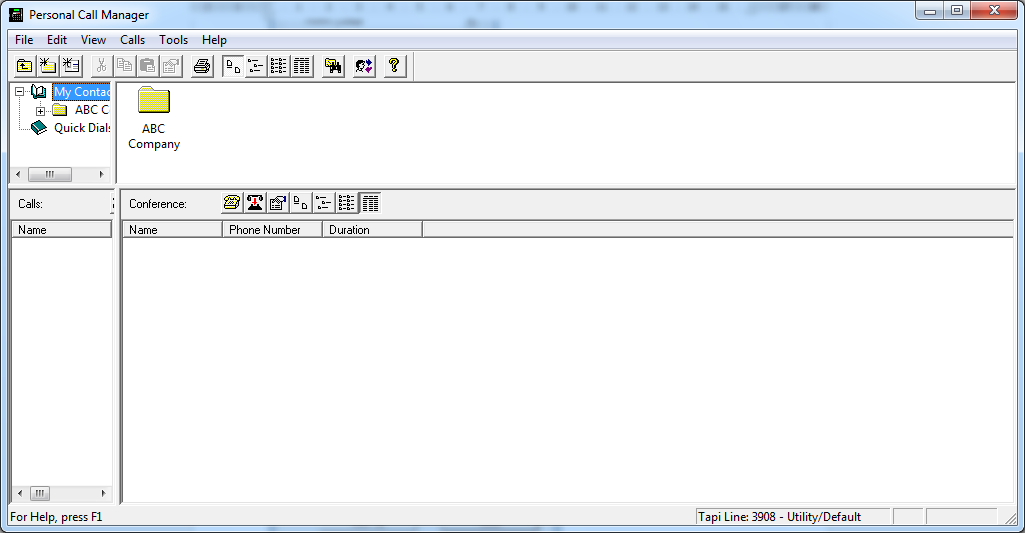 Personal Call Manager
File Edit View Calls Tools Help
My Contac
ABC C
Quick Dials
ABC
Company
Calls:
Conference:
Name
Name Phone Number Duration
For Help, press F1
Tapi Line: 3908 - Utility/Default